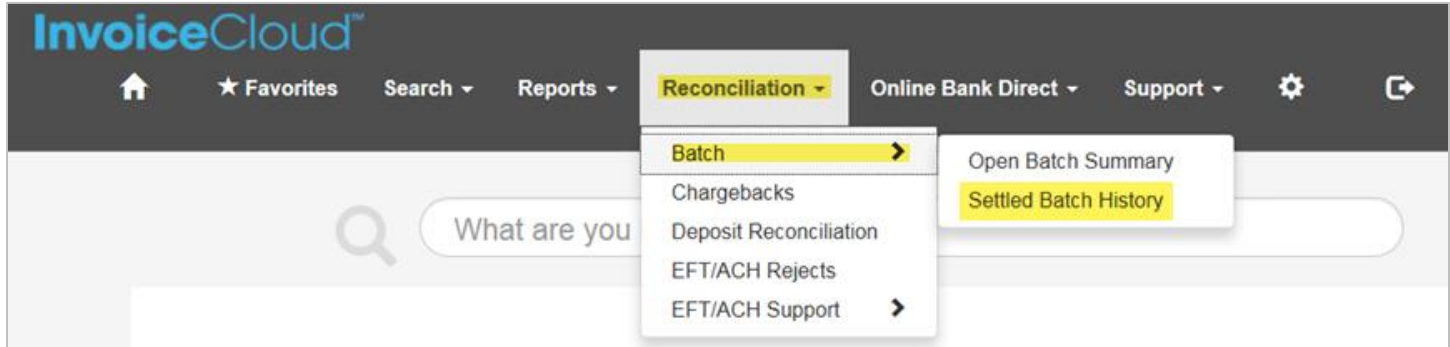 InvoiceCloud™
★ Favorites Search Reports Reconciliation Online Bank Direct Support
Batch
Open Batch Summary
Chargebacks
Settled Batch History
What are you
Deposit Reconciliation
EFT/ACH Rejects
EFT/ACH Support